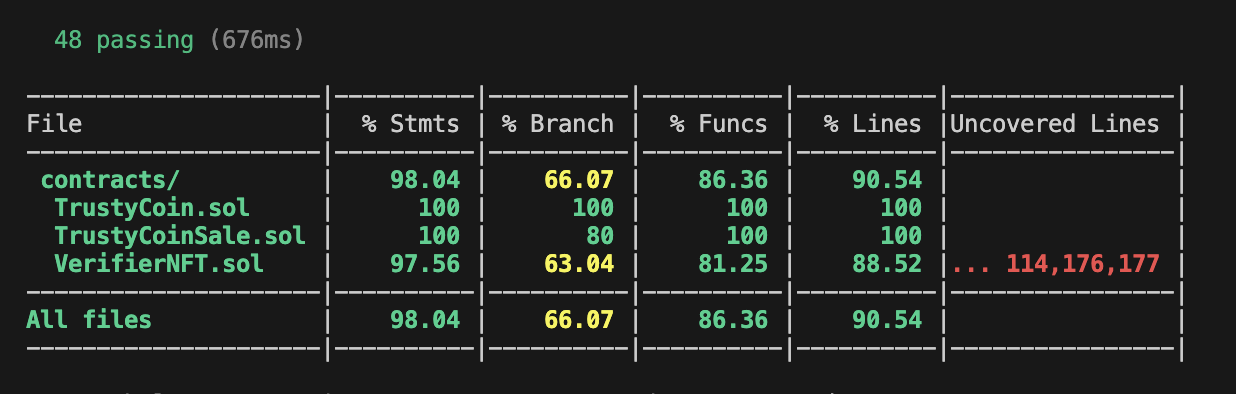 48 passing (676ms)
File | % Stmts | % Branch | % Funcs | % Lines |Uncovered Lines |
contracts/ | 98.04 | 66.07 | 86.36 | 90.54 | |
TrustyCoin.sol | 100 | 100 | 100 | 100 | |
TrustyCoinSale.sol | 100 | 80 | 100 | 100 | |
VerifierNFT.sol | 97.56 | 63.04 | 81.25 | 88.52 |... 114,176,177 |
All files | 98.04 | 66.07 | 86.36 | 90.54 | |